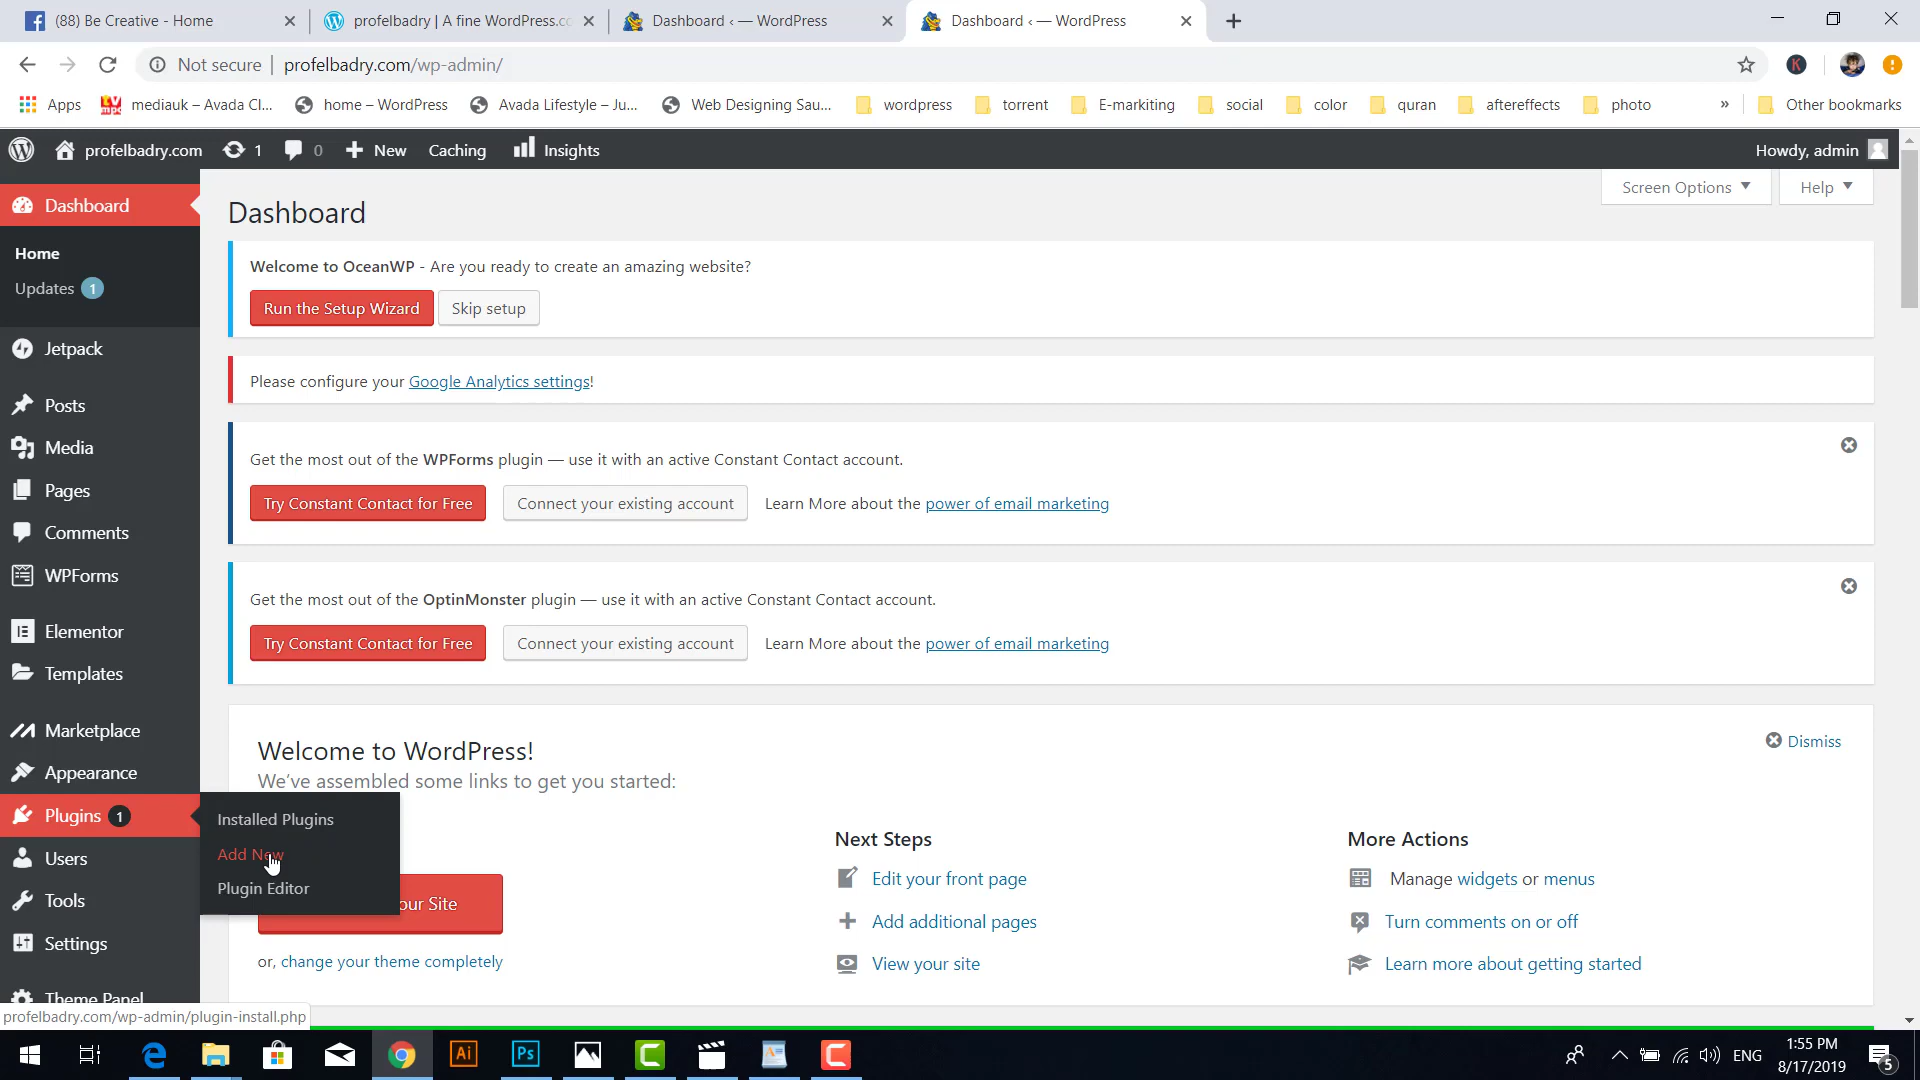 (88) Be Creative - Home
profelbadry | A fine WordPress.co
Dashboard ‹ — WordPress
Dashboard ‹ — WordPress
Not secure | profelbadry.com/wp-admin/
K
Apps
mediauk – Avada Cl...
home – WordPress
Avada Lifestyle – Ju...
Web Designing Sau...
wordpress
torrent
E-markiting
social
color
quran
aftereffects
photo
»
Other bookmarks
profelbadry.com
1
0
New
Caching
Insights
Howdy, admin
Dashboard
Home
Updates 1
Jetpack
Posts
Media
Pages
Comments
WPForms
Elementor
Templates
Marketplace
Appearance
Plugins 1
Users
Tools
Settings
Theme Panel
Installed Plugins
Add New
Plugin Editor
Screen Options
Help
Dashboard
Welcome to OceanWP - Are you ready to create an amazing website?
Run the Setup Wizard
Skip setup
Please configure your Google Analytics settings!
Get the most out of the WPForms plugin — use it with an active Constant Contact account.
Try Constant Contact for Free
Connect your existing account
Learn More about the power of email marketing
Get the most out of the OptinMonster plugin — use it with an active Constant Contact account.
Try Constant Contact for Free
Connect your existing account
Learn More about the power of email marketing
Welcome to WordPress!
Dismiss
We've assembled some links to get you started:
our Site
or, change your theme completely
Next Steps
Edit your front page
Add additional pages
View your site
More Actions
Manage widgets or menus
Turn comments on or off
Learn more about getting started
profelbadry.com/wp-admin/plugin-install.php
Ai
Ps
ENG
1:55 PM
8/17/2019
5